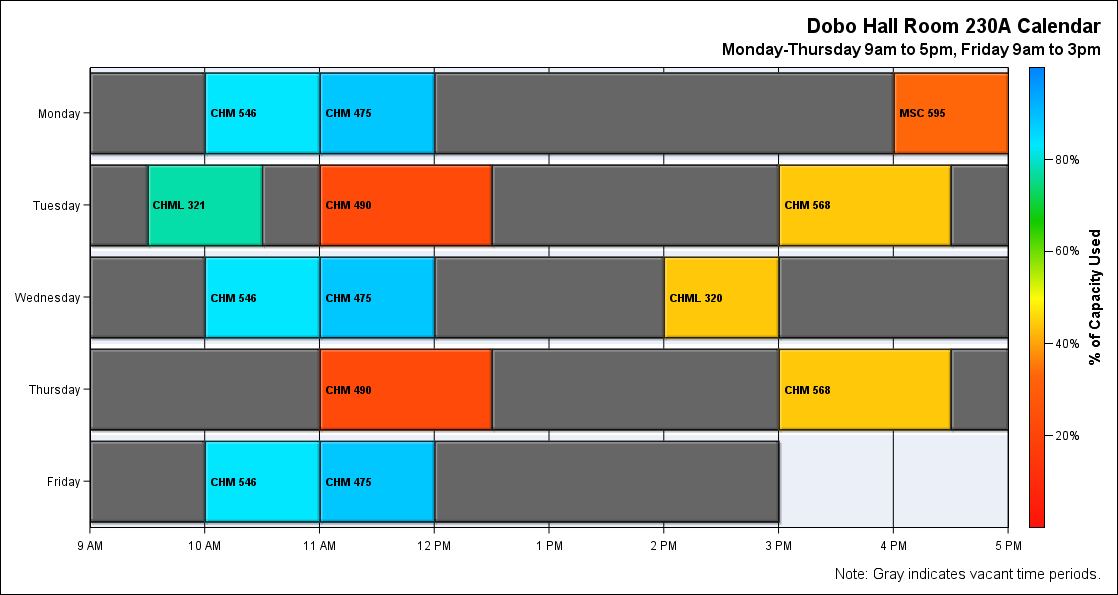 Dobo Hall Room 230A Calendar
Monday-Thursday 9am to 5pm, Friday 9am to 3pm
Monday
CHM 546
CHM 475
MSC 595
Tuesday
CHML 321
CHM 490
CHM 568
Wednesday
CHM 546
CHM 475
CHML 320
Thursday
CHM 490
CHM 568
Friday
CHM 546
CHM 475
9 AM
10 AM
11 AM
12 PM
1 PM
2 PM
3 PM
4 PM
5 PM
80%
60%
40%
20%
% of Capacity Used
Note: Gray indicates vacant time periods.